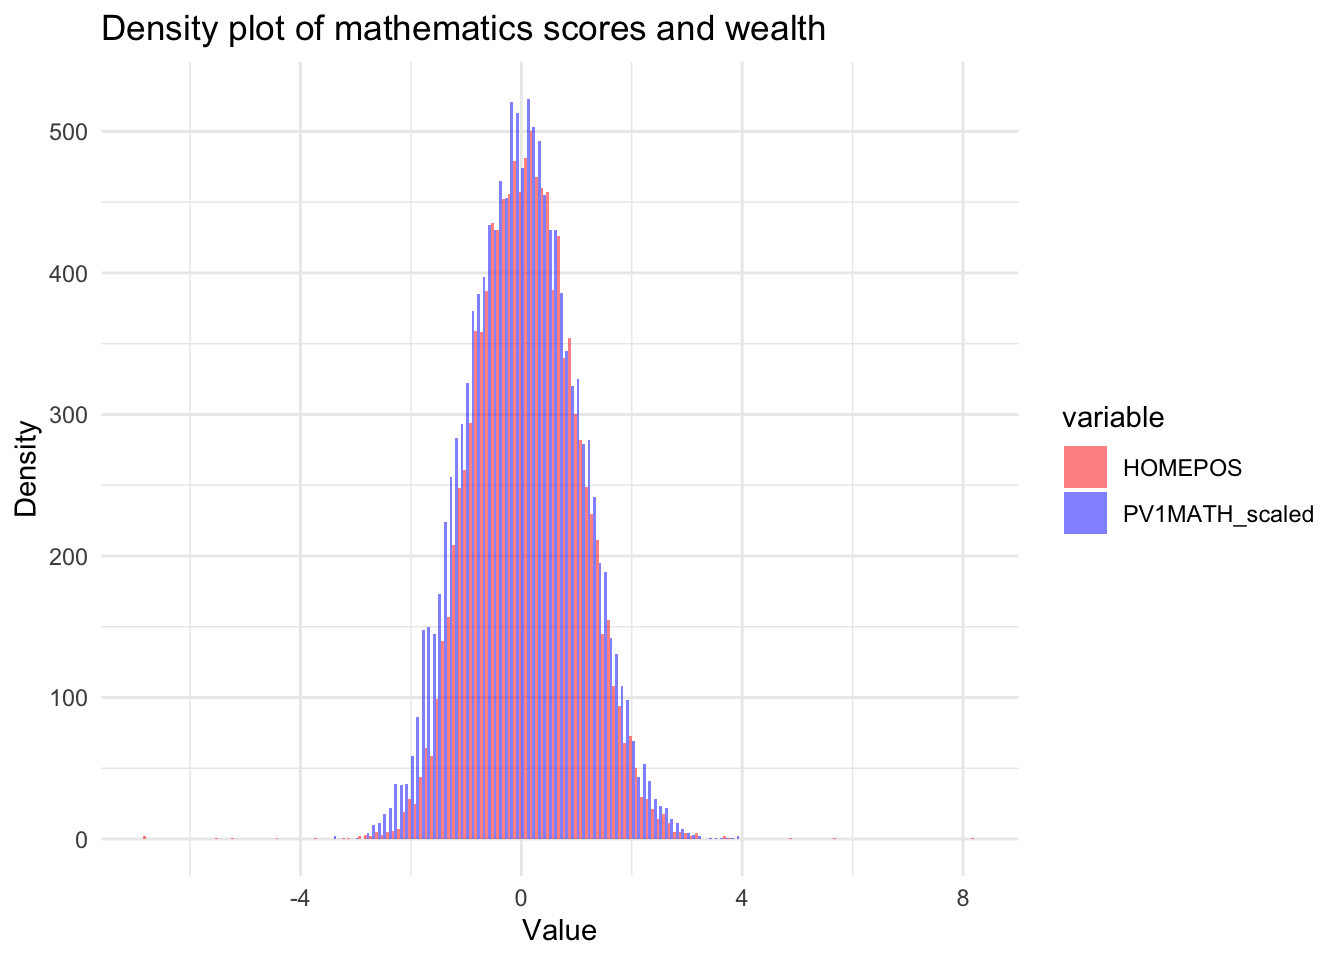 Density plot of mathematics scores and wealth
500
400
300
200
100
0
Density
-4
0
4
8
Value
variable
HOMEPOS
PV1MATH_scaled